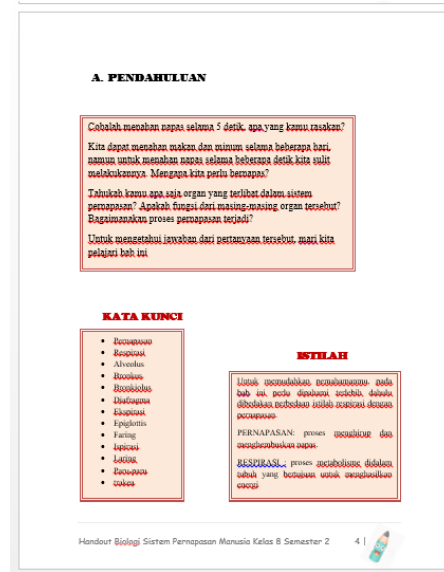 A. PENDAHULUAN
Cobalah menahan napas selama 5 detik, apa yang kamu rasakan?
Kita dapat menahan makan dan minum selama beberapa hari,
namun untuk menahan napas selama beberapa detik kita sulit
melakukannya. Mengapa kita perlu bernapas?
Tahukah kamu apa saja organ yang terlibat dalam sistem
pernapasan? Apakah fungsi dari masing-masing organ tersebut?
Bagaimanakan proses pernapasan terjadi?
Untuk mengetahui jawaban dari pertanyaan tersebut, mari kita
pelajari bab ini
KATA KUNCI
• Pernapasan
• Respirasi
• Alveolus
• Bronkus
• Bronkiolus
• Diafragma
• Ekspirasi
• Epiglottis
• Faring
• Inpirasi
• Laring
• Paru-paru
• trakea
ISTILAH
Untuk memudahkan pemahamanmu, pada
bab ini, perlu dipahami terlebih dahulu
dibedakan perbedaan istilah respirasi dengan
pernapasan
PERNAPASAN: proses menghirup dan
menghembuskan napas
RESPIRASI : proses metabolisme didalam
tubuh yang bertujuan untuk menghasilkan
energi
Handout Biologi Sistem Pernapasan Manusia Kelas 8 Semester 2 4 |